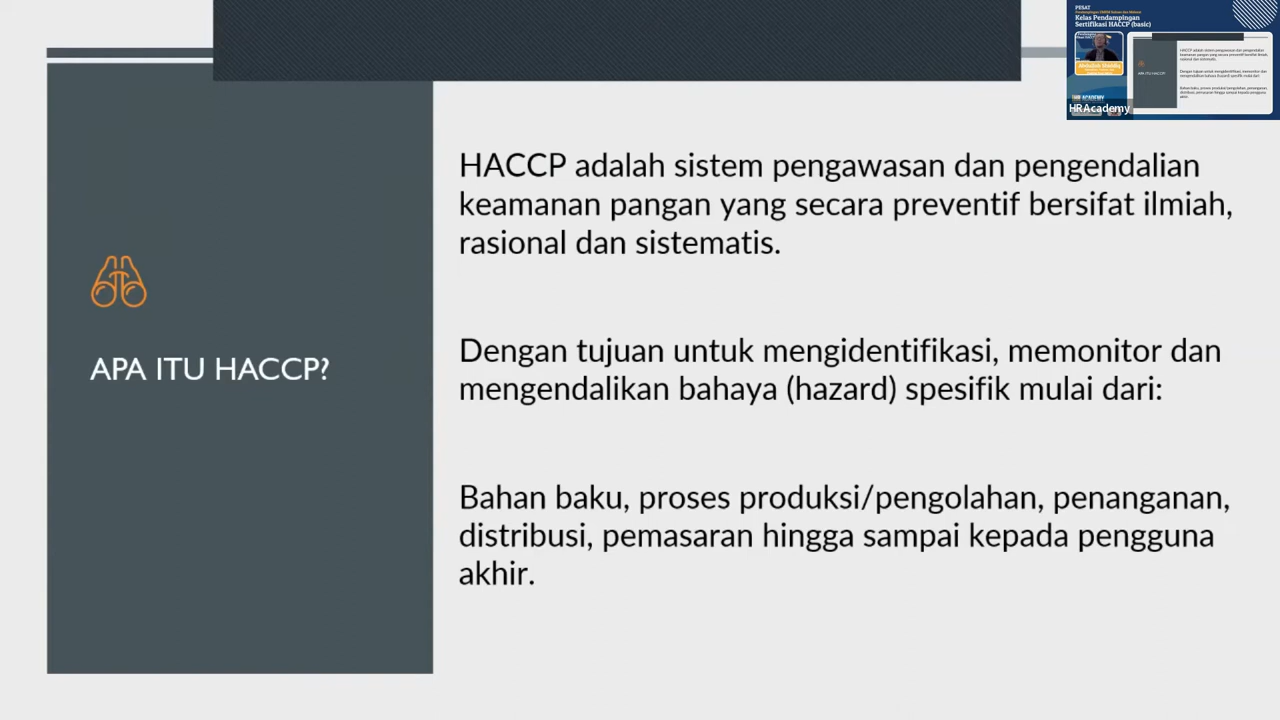 APA ITU HACCP?
HACCP adalah sistem pengawasan dan pengendalian
keamanan pangan yang secara preventif bersifat ilmiah,
rasional dan sistematis.
Dengan tujuan untuk mengidentifikasi, memonitor dan
mengendalikan bahaya (hazard) spesifik mulai dari:
Bahan baku, proses produksi/pengolahan, penanganan,
distribusi, pemasaran hingga sampai kepada pengguna
akhir.
PESAT
Kelas Pendampingan
Sertifikasi HACCP (basic)
HRAcademy